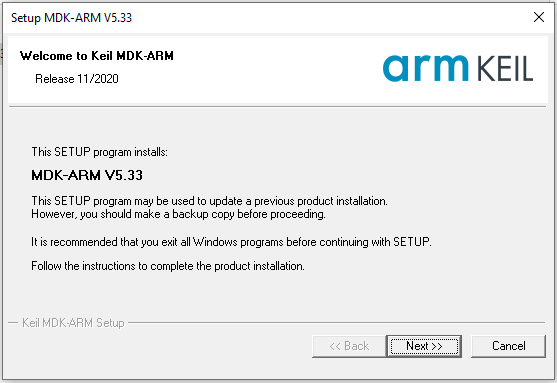 Setup MDK-ARM V5.33
Welcome to Keil MDK-ARM
Release 11/2020
arm KEIL
This SETUP program installs:
MDK-ARM V5.33
This SETUP program may be used to update a previous product installation.
However, you should make a backup copy before proceeding.
It is recommended that you exit all Windows programs before continuing with SETUP.
Follow the instructions to complete the product installation.
Keil MDK-ARM Setup
<< Back
Next >>
Cancel